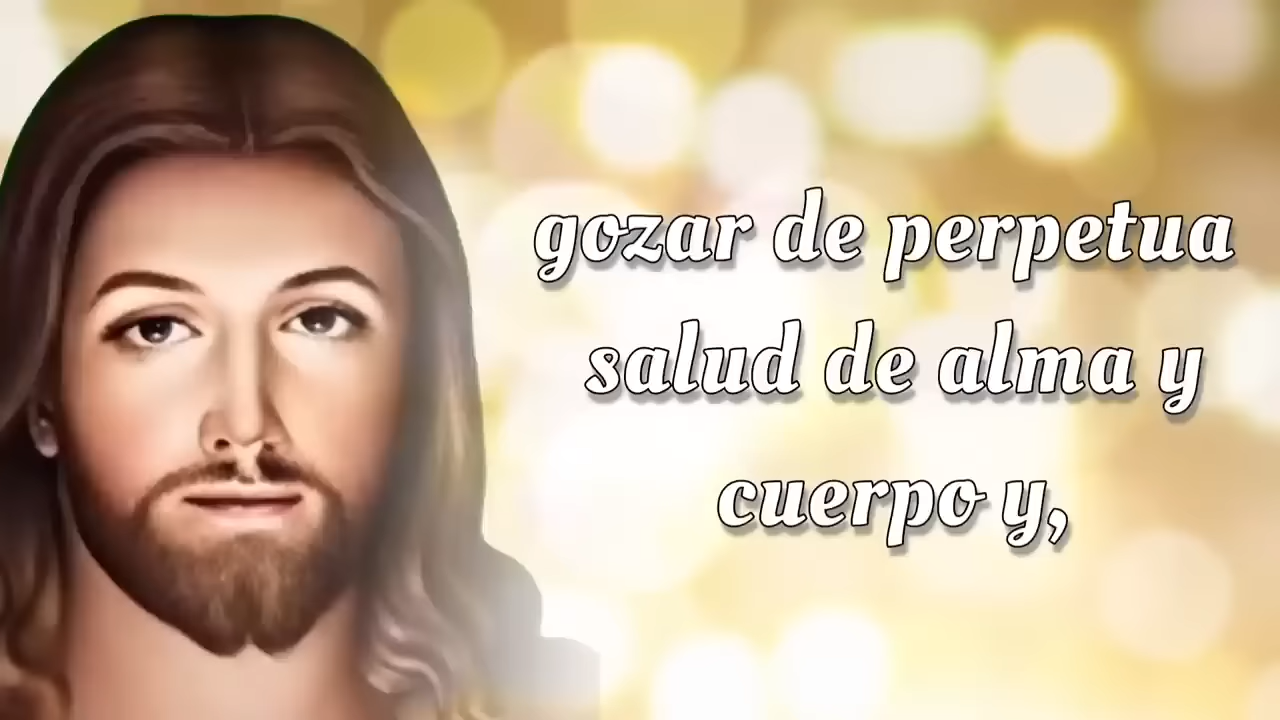 gozar de perpetua
salud de alma y
cuerpo y,